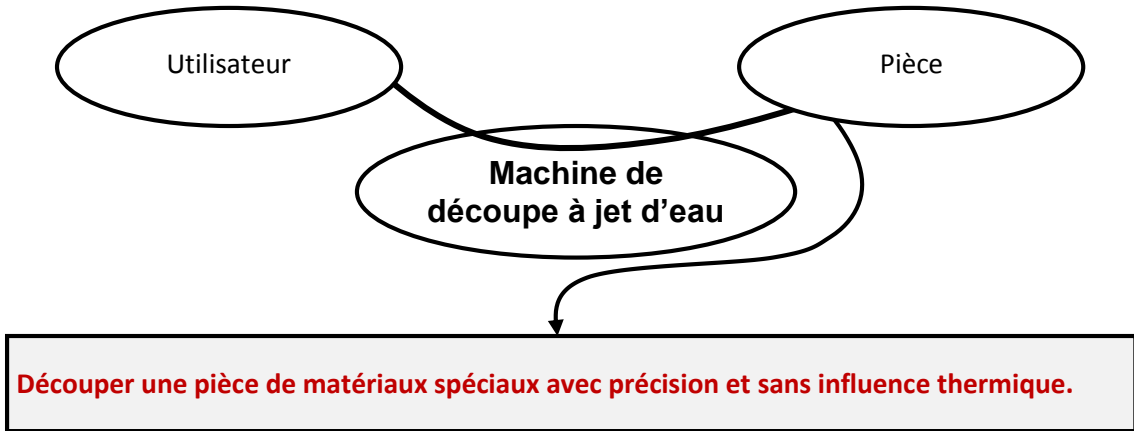 Utilisateur
Pièce
Machine de
découpe à jet d’eau
Découper une pièce de matériaux spéciaux avec précision et sans influence thermique.